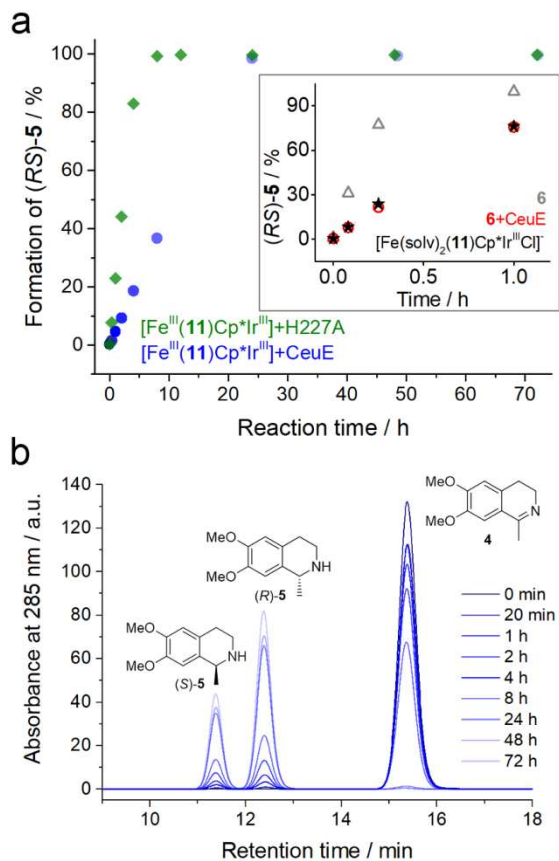 a
Formation of (RS)-5 / %
100
80
60
40
20
0
(RS)-5 / %
90
60
30
0
6
6+CeuE
[Fe(solv)₂(11)Cp*IrᴵᴵᴵCl]⁻
0.0 0.5 1.0
Time / h
[Feᴵᴵᴵ(11)Cp*Irᴵᴵᴵ]+H227A
[Feᴵᴵᴵ(11)Cp*Irᴵᴵᴵ]+CeuE
0 10 20 30 40 50 60 70
Reaction time / h
b
Absorbance at 285 nm / a.u.
140
120
100
80
60
40
20
0
MeO
MeO
NH
(S)-5
MeO
MeO
NH
(R)-5
MeO
MeO
N
4
0 min
20 min
1 h
2 h
4 h
8 h
24 h
48 h
72 h
10 12 14 16 18
Retention time / min